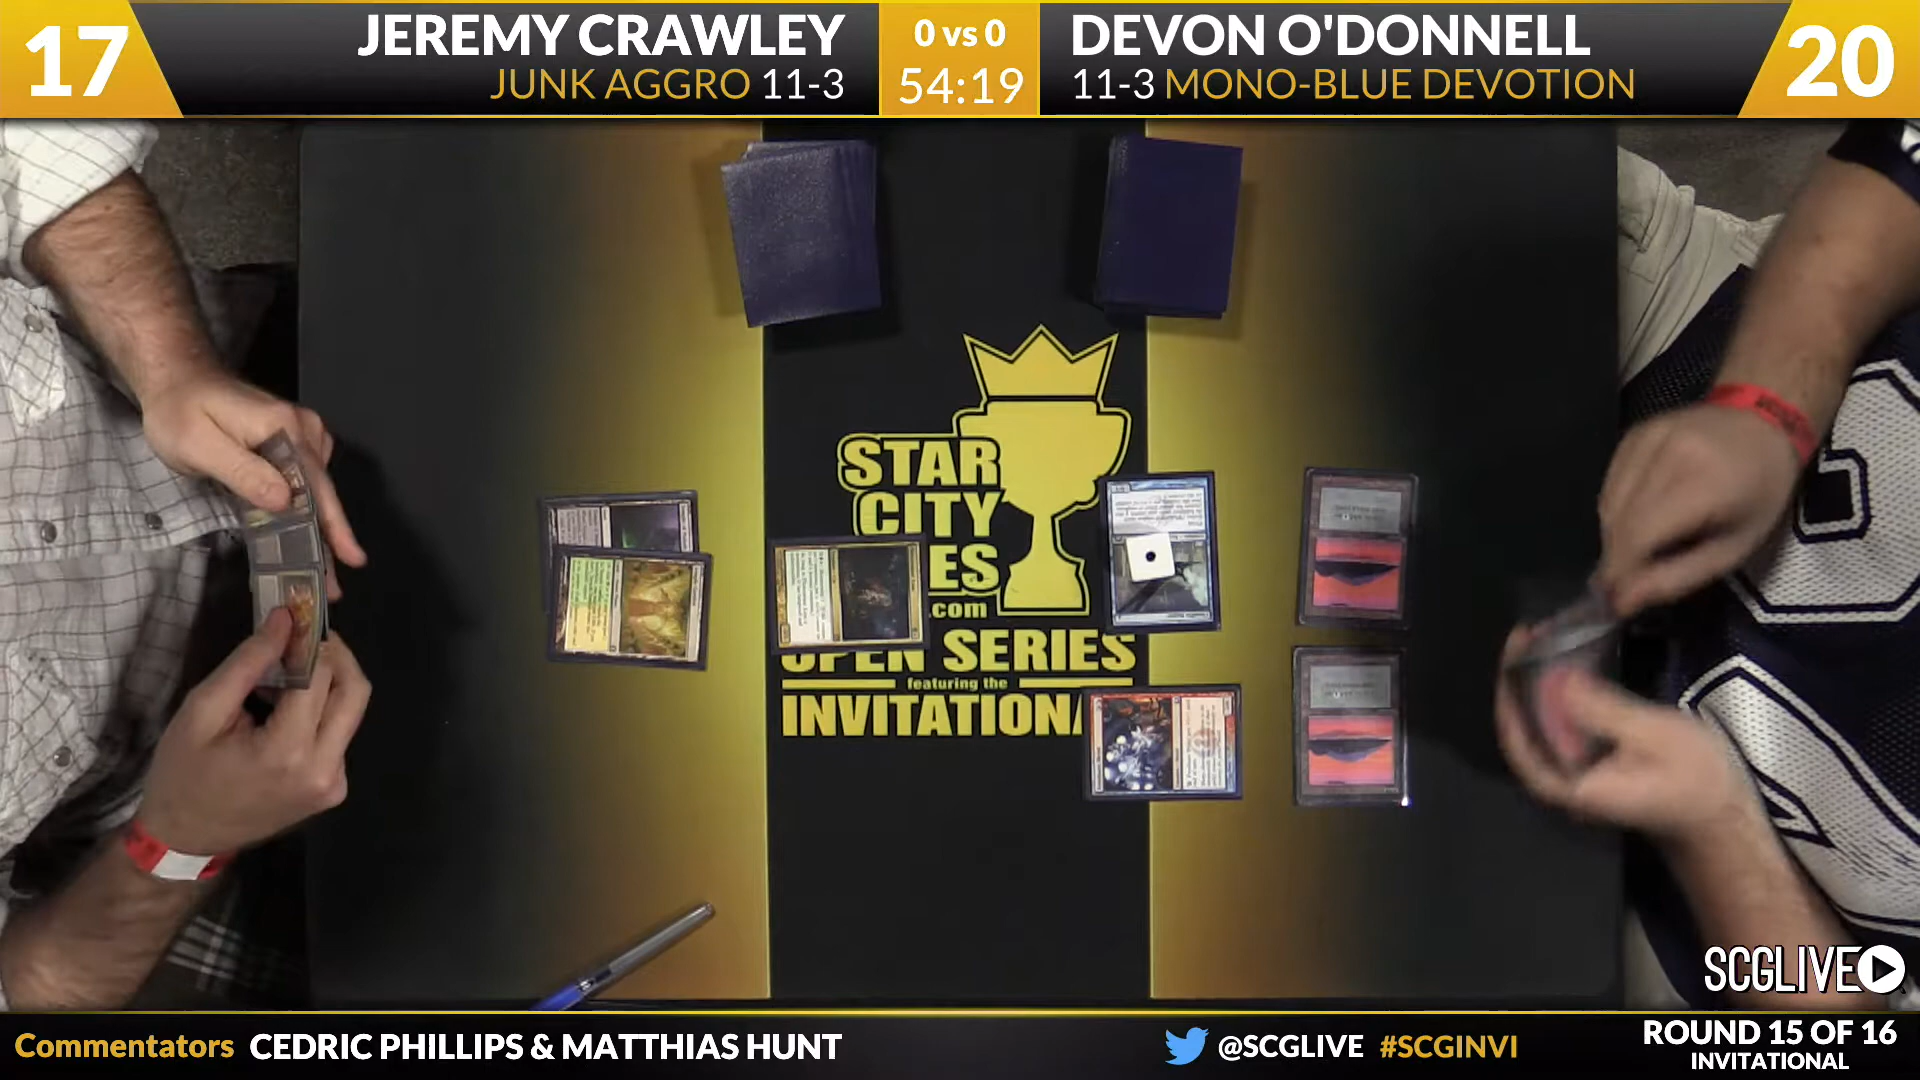 17
JEREMY CRAWLEY
JUNK AGGRO 11-3
0 vs 0
54:19
DEVON O'DONNELL
11-3 MONO-BLUE DEVOTION
20
STAR
CITY
ES
.com
OPEN SERIES
featuring the
INVITATIONA
SCGLIVE
Commentators CEDRIC PHILLIPS & MATTHIAS HUNT
@SCGLIVE #SCGINVI
ROUND 15 OF 16
INVITATIONAL